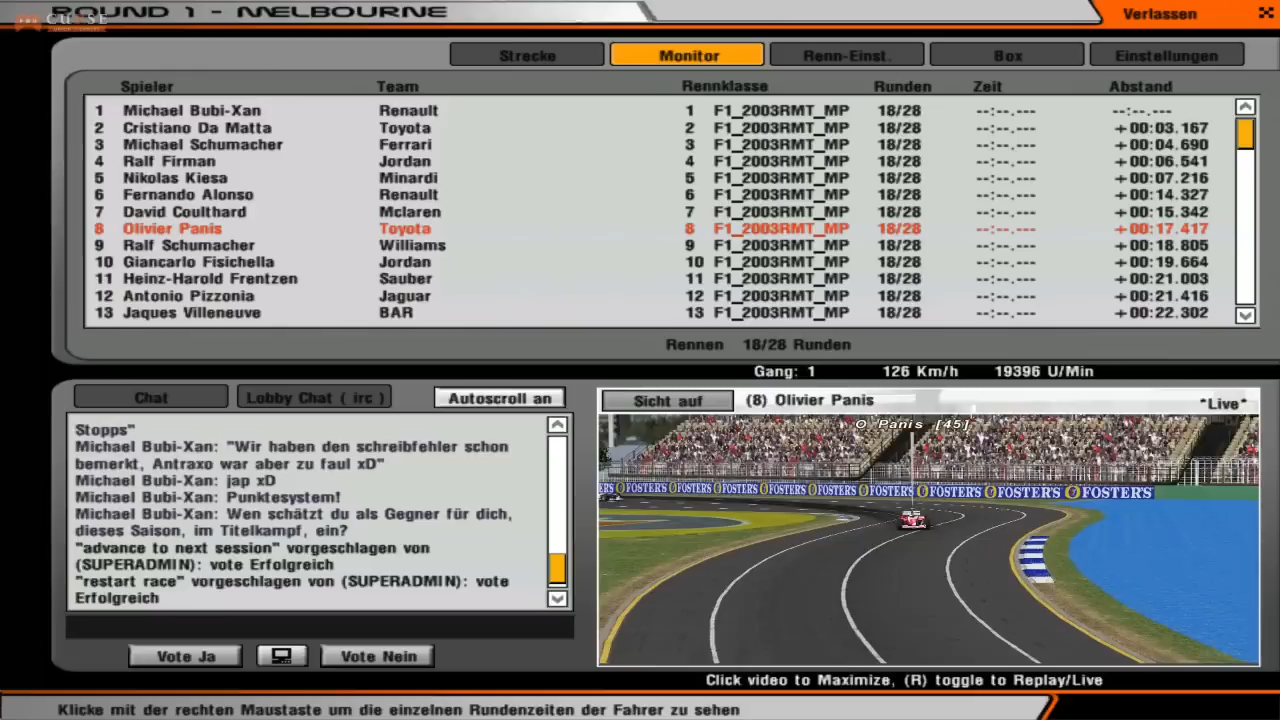 ROUND 1 - MELBOURNE
CURSE
Verlassen
Strecke Monitor Renn-Einst. Box Einstellungen
Spieler Team Rennklasse Runden Zeit Abstand
1 Michael Bubi-Xan Renault 1 F1_2003RMT_MP 18/28 --:--.--- --:--.---
2 Cristiano Da Matta Toyota 2 F1_2003RMT_MP 18/28 --:--.--- +00:03.167
3 Michael Schumacher Ferrari 3 F1_2003RMT_MP 18/28 --:--.--- +00:04.690
4 Ralf Firman Jordan 4 F1_2003RMT_MP 18/28 --:--.--- +00:06.541
5 Nikolas Kiesa Minardi 5 F1_2003RMT_MP 18/28 --:--.--- +00:07.216
6 Fernando Alonso Renault 6 F1_2003RMT_MP 18/28 --:--.--- +00:14.327
7 David Coulthard Mclaren 7 F1_2003RMT_MP 18/28 --:--.--- +00:15.342
8 Olivier Panis Toyota 8 F1_2003RMT_MP 18/28 --:--.--- +00:17.417
9 Ralf Schumacher Williams 9 F1_2003RMT_MP 18/28 --:--.--- +00:18.805
10 Giancarlo Fisichella Jordan 10 F1_2003RMT_MP 18/28 --:--.--- +00:19.664
11 Heinz-Harold Frentzen Sauber 11 F1_2003RMT_MP 18/28 --:--.--- +00:21.003
12 Antonio Pizzonia Jaguar 12 F1_2003RMT_MP 18/28 --:--.--- +00:21.416
13 Jaques Villeneuve BAR 13 F1_2003RMT_MP 18/28 --:--.--- +00:22.302
Rennen 18/28 Runden
Gang: 1 126 Km/h 19396 U/Min
Chat Lobby Chat ( irc ) Autoscroll an
Stopps"
Michael Bubi-Xan: "Wir haben den schreibfehler schon
bemerkt, Antraxo war aber zu faul xD"
Michael Bubi-Xan: jap xD
Michael Bubi-Xan: Punktesystem!
Michael Bubi-Xan: Wen schätzt du als Gegner für dich,
dieses Saison, im Titelkampf, ein?
"advance to next session" vorgeschlagen von
(SUPERADMIN): vote Erfolgreich
"restart race" vorgeschlagen von (SUPERADMIN): vote
Erfolgreich
Vote Ja Vote Nein
Sicht auf (8) Olivier Panis *Live*
O Panis [45]
FOSTER'S FOSTER'S FOSTER'S FOSTER'S FOSTER'S FOSTER'S FOSTER'S FOSTER'S FOSTER'S
Click video to Maximize, (R) toggle to Replay/Live
Klicke mit der rechten Maustaste um die einzelnen Rundenzeiten der Fahrer zu sehen